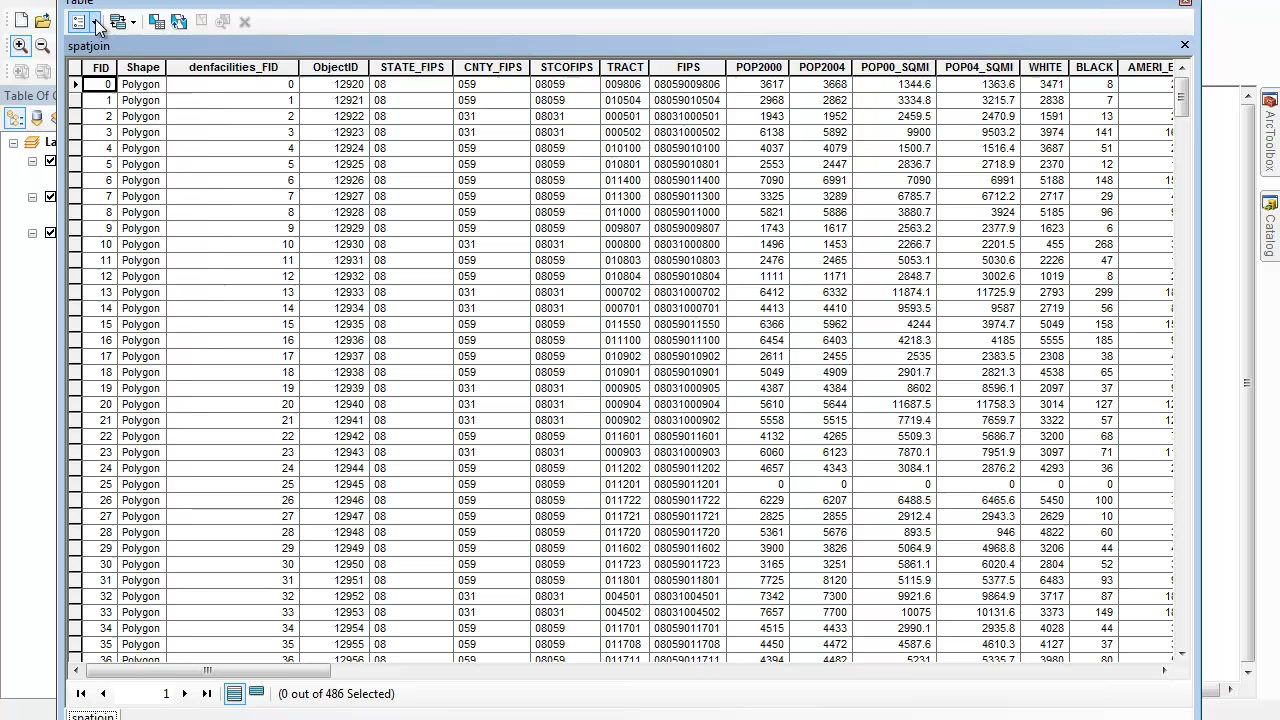 Table
spatjoin
FID Shape denfacilities_FID ObjectID STATE_FIPS CNTY_FIPS STCOFIPS TRACT FIPS POP2000 POP2004 POP00_SQMI POP04_SQMI WHITE BLACK AMERI_E
0 Polygon 0 12920 08 059 08059 009806 08059009806 3617 3668 1344.6 1363.6 3471 8
1 Polygon 1 12921 08 059 08059 010504 08059010504 2968 2862 3334.8 3215.7 2838 7
2 Polygon 2 12922 08 031 08031 000501 08031000501 1943 1952 2459.5 2470.9 1591 13
3 Polygon 3 12923 08 031 08031 000502 08031000502 6138 5892 9900 9503.2 3974 141
4 Polygon 4 12924 08 059 08059 010100 08059010100 4037 4079 1500.7 1516.4 3687 51
5 Polygon 5 12925 08 059 08059 010801 08059010801 2553 2447 2836.7 2718.9 2370 12
6 Polygon 6 12926 08 059 08059 011400 08059011400 7090 6991 7090 6991 5188 148
7 Polygon 7 12927 08 059 08059 011300 08059011300 3325 3289 6785.7 6712.2 2717 29
8 Polygon 8 12928 08 059 08059 011000 08059011000 5821 5886 3880.7 3924 5185 96
9 Polygon 9 12929 08 059 08059 009807 08059009807 1743 1617 2563.2 2377.9 1623 6
10 Polygon 10 12930 08 031 08031 000800 08031000800 1496 1453 2266.7 2201.5 455 268
11 Polygon 11 12931 08 059 08059 010803 08059010803 2476 2465 5053.1 5030.6 2226 47
12 Polygon 12 12932 08 059 08059 010804 08059010804 1111 1171 2848.7 3002.6 1019 8
13 Polygon 13 12933 08 031 08031 000702 08031000702 6412 6332 11874.1 11725.9 2793 299
14 Polygon 14 12934 08 031 08031 000701 08031000701 4413 4410 9593.5 9587 2719 56
15 Polygon 15 12935 08 059 08059 011550 08059011550 6366 5962 4244 3974.7 5049 158
16 Polygon 16 12936 08 059 08059 011100 08059011100 6454 6403 4218.3 4185 5555 185
17 Polygon 17 12937 08 059 08059 010902 08059010902 2611 2455 2535 2383.5 2308 38
18 Polygon 18 12938 08 059 08059 010901 08059010901 5049 4909 2901.7 2821.3 4538 65
19 Polygon 19 12939 08 031 08031 000905 08031000905 4387 4384 8602 8596.1 2097 37
20 Polygon 20 12940 08 031 08031 000904 08031000904 5610 5644 11687.5 11758.3 3014 127
21 Polygon 21 12941 08 031 08031 000902 08031000902 5558 5515 7719.4 7659.7 3322 57
22 Polygon 22 12942 08 059 08059 011601 08059011601 4132 4265 5509.3 5686.7 3200 68
23 Polygon 23 12943 08 031 08031 000903 08031000903 6060 6123 7870.1 7951.9 3097 71
24 Polygon 24 12944 08 059 08059 011202 08059011202 4657 4343 3084.1 2876.2 4293 36
25 Polygon 25 12945 08 059 08059 011201 08059011201 0 0 0 0 0 0
26 Polygon 26 12946 08 059 08059 011722 08059011722 6229 6207 6488.5 6465.6 5450 100
27 Polygon 27 12947 08 059 08059 011721 08059011721 2825 2855 2912.4 2943.3 2629 10
28 Polygon 28 12948 08 059 08059 011720 08059011720 5361 5676 893.5 946 4822 60
29 Polygon 29 12949 08 059 08059 011602 08059011602 3900 3826 5064.9 4968.8 3206 44
30 Polygon 30 12950 08 059 08059 011723 08059011723 3165 3251 5861.1 6020.4 2804 52
31 Polygon 31 12951 08 059 08059 011801 08059011801 7725 8120 5115.9 5377.5 6483 93
32 Polygon 32 12952 08 031 08031 004501 08031004501 7342 7300 9921.6 9864.9 3717 87
33 Polygon 33 12953 08 031 08031 004502 08031004502 7657 7700 10075 10131.6 3373 149
34 Polygon 34 12954 08 059 08059 011701 08059011701 4515 4433 2990.1 2935.8 4028 44
35 Polygon 35 12955 08 059 08059 011708 08059011708 4450 4472 4587.6 4610.3 4127 37
36 Polygon 36 12956 08 059 08059 011711 08059011711 4394 4482 5231 5335.7 3980 80
1 (0 out of 486 Selected)
spatjoin
Table Of C
La
ArcToolbox
Catalog